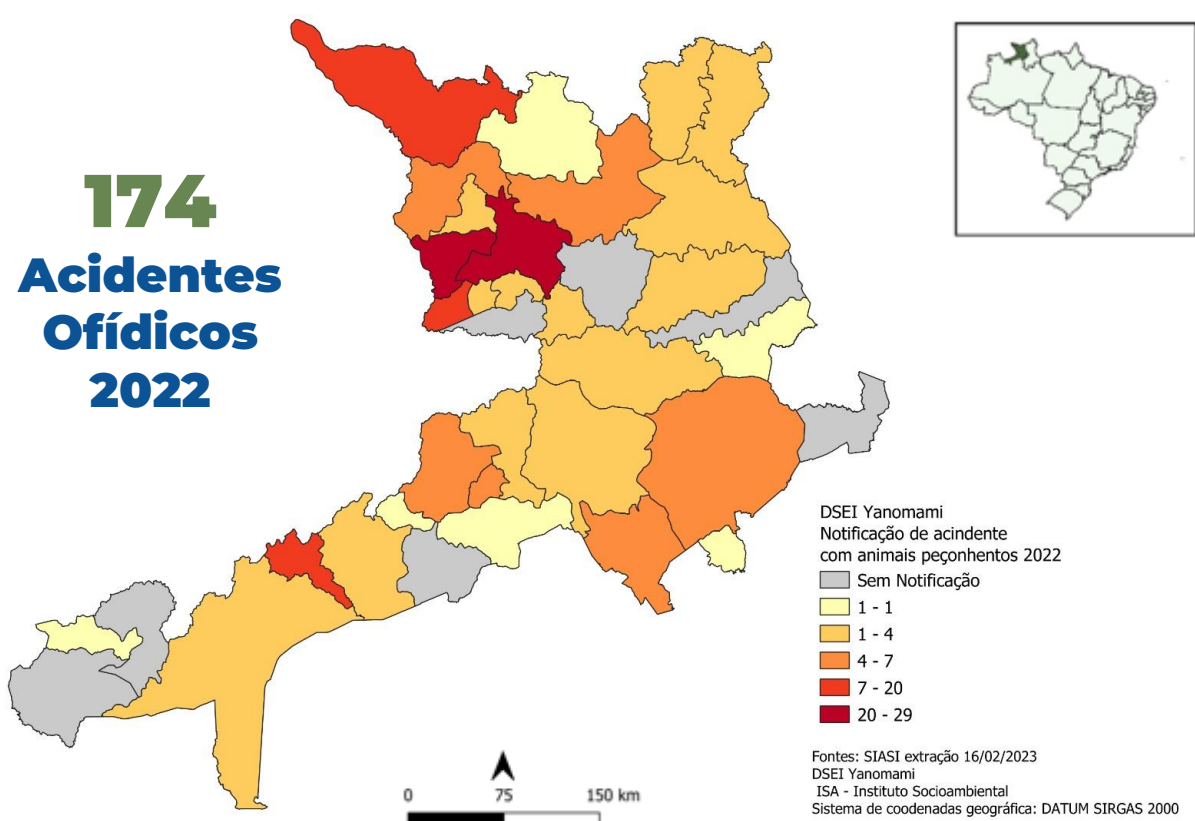 174
Acidentes
Ofídicos
2022
DSEI Yanomami
Notificação de acindente
com animais peçonhentos 2022
Sem Notificação
1 - 1
1 - 4
4 - 7
7 - 20
20 - 29
0 75 150 km
Fontes: SIASI extração 16/02/2023
DSEI Yanomami
ISA - Instituto Socioambiental
Sistema de coodenadas geográfica: DATUM SIRGAS 2000